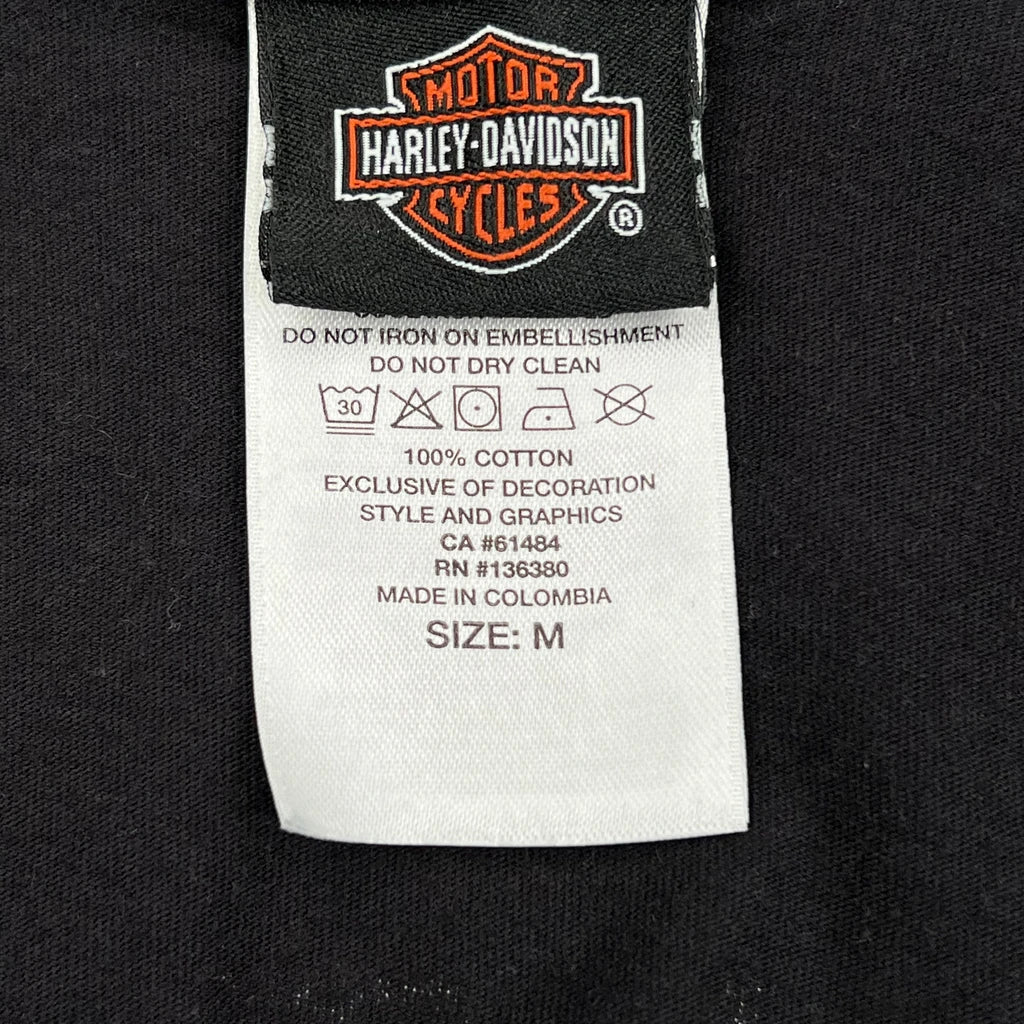 MOTOR
HARLEY-DAVIDSON
CYCLES
®
DO NOT IRON ON EMBELLISHMENT
DO NOT DRY CLEAN
30
100% COTTON
EXCLUSIVE OF DECORATION
STYLE AND GRAPHICS
CA #61484
RN #136380
MADE IN COLOMBIA
SIZE: M